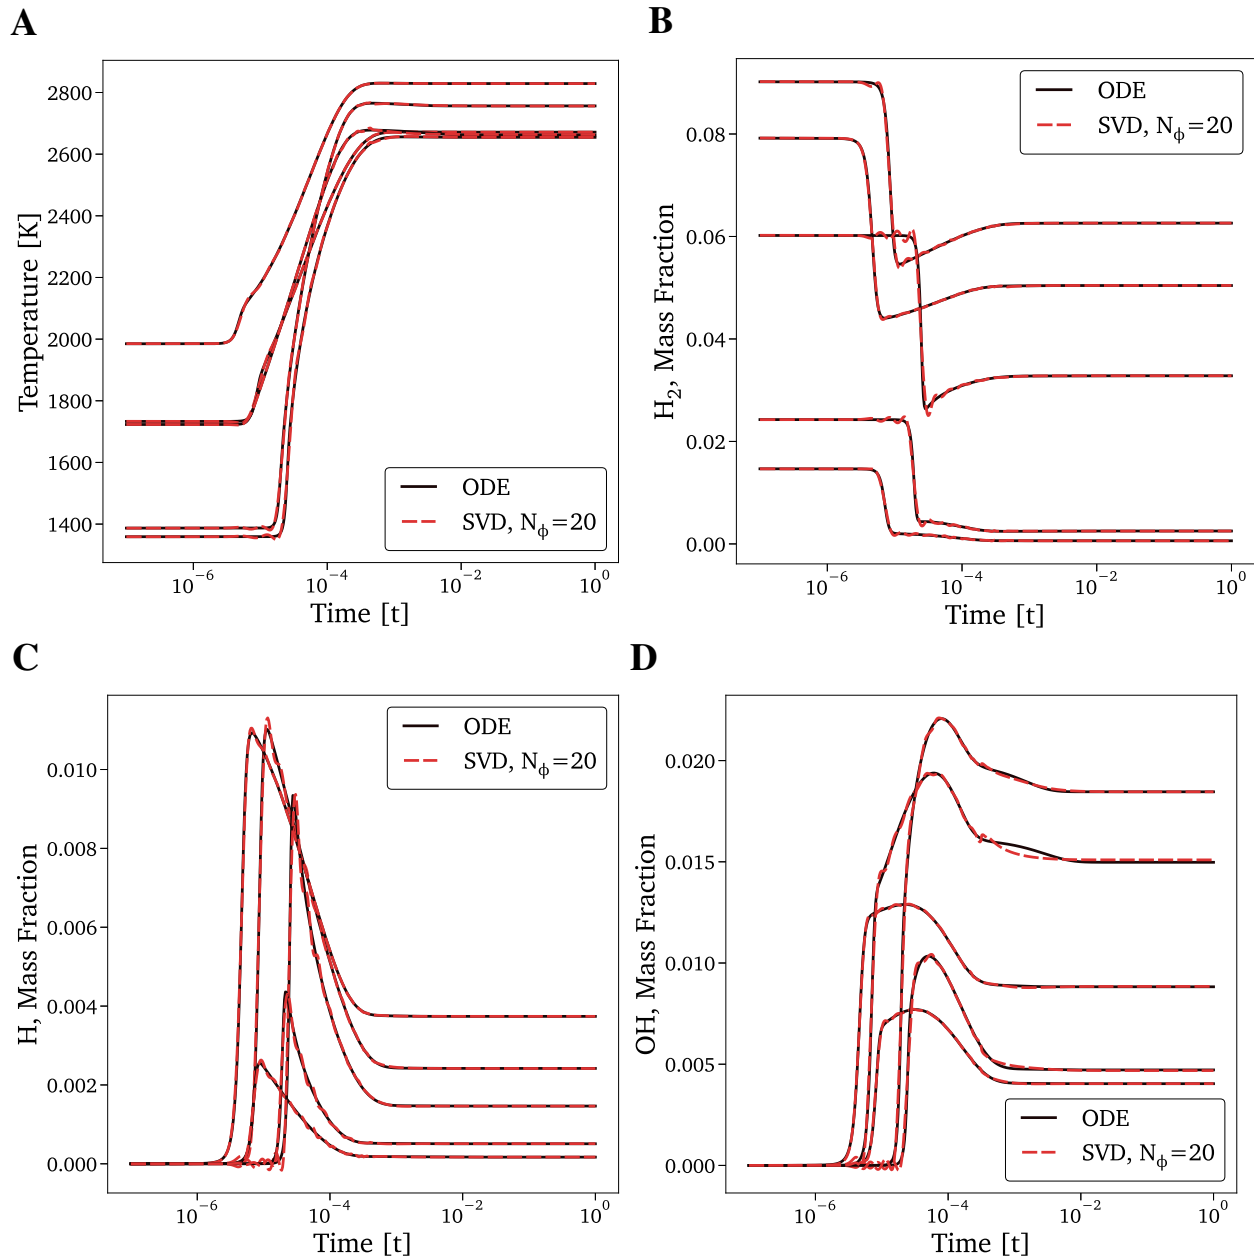 A
2800
2600
2400
2200
2000
1800
1600
1400
Temperature [K]
ODE
SVD, Nϕ=20
10⁻⁶ 10⁻⁴ 10⁻² 10⁰
Time [t]
B
0.08
0.06
0.04
0.02
0.00
H₂, Mass Fraction
ODE
SVD, Nϕ=20
10⁻⁶ 10⁻⁴ 10⁻² 10⁰
Time [t]
C
0.010
0.008
0.006
0.004
0.002
0.000
H, Mass Fraction
ODE
SVD, Nϕ=20
10⁻⁶ 10⁻⁴ 10⁻² 10⁰
Time [t]
D
0.020
0.015
0.010
0.005
0.000
OH, Mass Fraction
ODE
SVD, Nϕ=20
10⁻⁶ 10⁻⁴ 10⁻² 10⁰
Time [t]